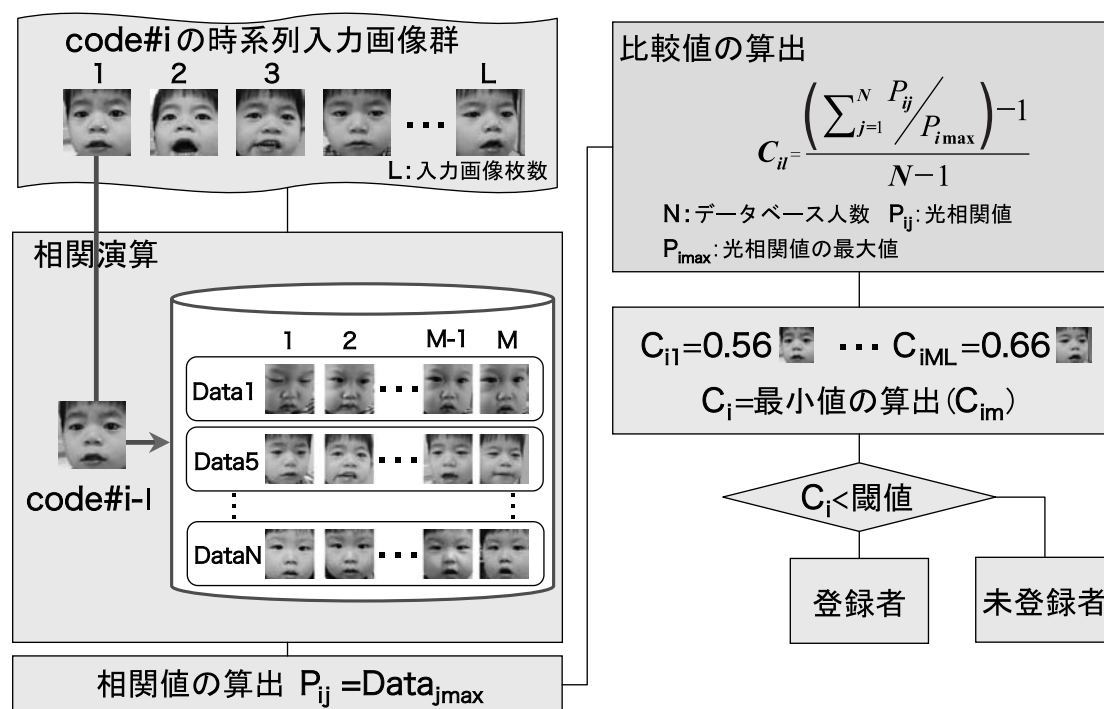 code#iの時系列入力画像群
1 2 3 L
L:入力画像枚数
相関演算
1 2 M-1 M
Data1
Data5
DataN
code#i-l
相関値の算出 Pij =Datajmax
比較値の算出
Cil=((∑j=1N Pij/Pimax)−1)/(N−1)
N:データベース人数 Pij:光相関値
Pimax:光相関値の最大値
Ci1=0.56 ・・・ CiML=0.66
Ci=最小値の算出(Cim)
Ci<閾値
登録者
未登録者